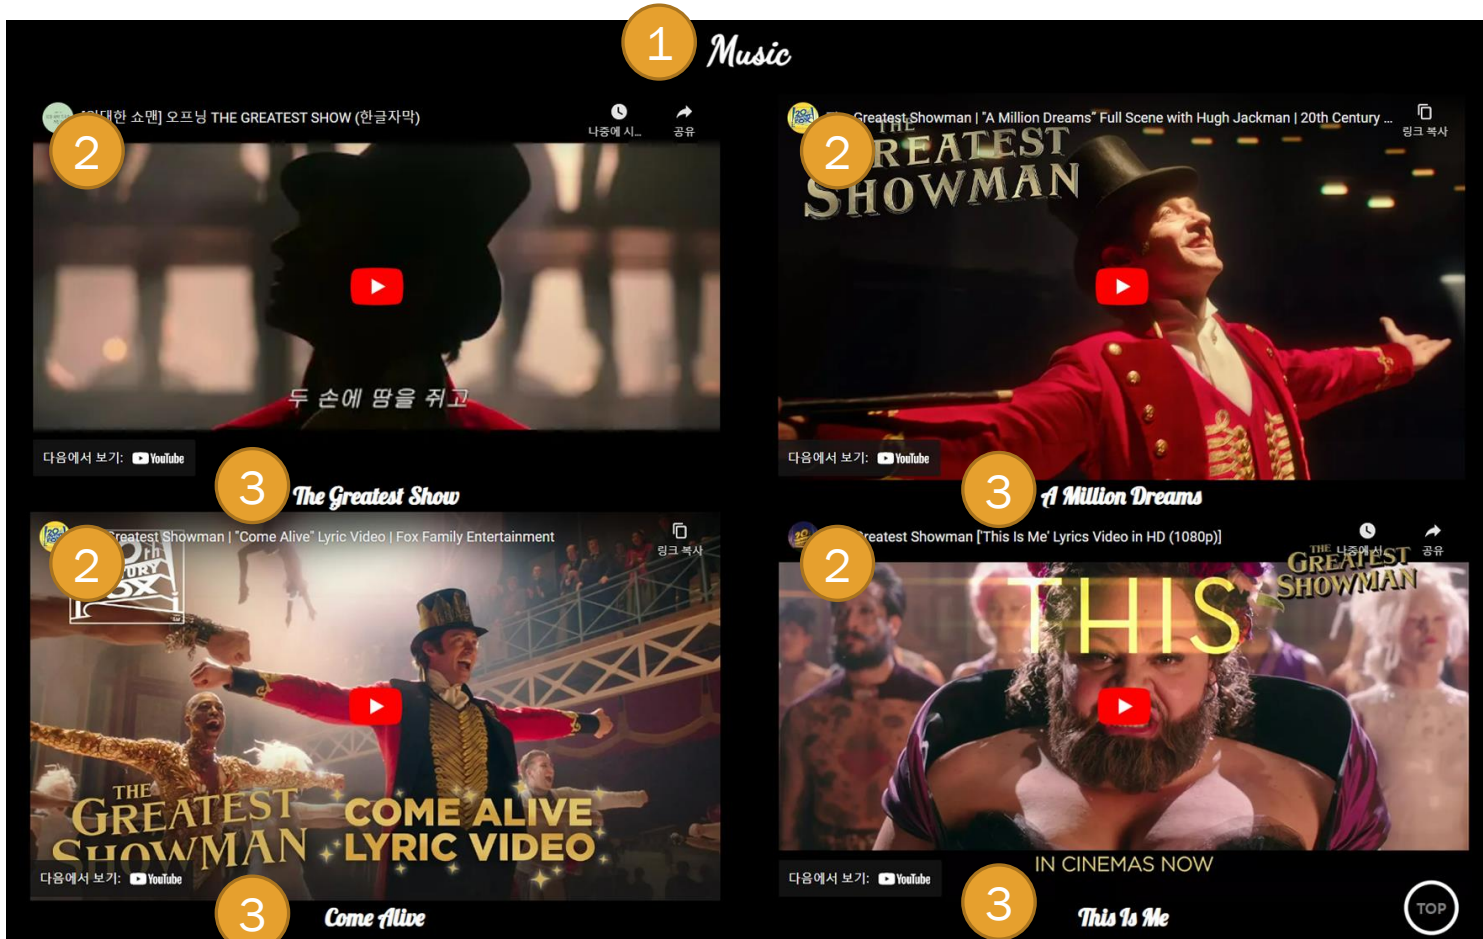 1
Music
대한 쇼맨] 오프닝 THE GREATEST SHOW (한글자막)
나중에 시...
공유
2
두 손에 땅을 쥐고
다음에서 보기: YouTube
3
The Greatest Show
Greatest Showman | "A Million Dreams" Full Scene with Hugh Jackman | 20th Century ...
링크 복사
2
THE
GREATEST
SHOWMAN
다음에서 보기: YouTube
3
A Million Dreams
Greatest Showman | "Come Alive" Lyric Video | Fox Family Entertainment
링크 복사
2
THE
GREATEST
SHOWMAN
COME ALIVE
LYRIC VIDEO
다음에서 보기: YouTube
3
Come Alive
Greatest Showman ['This Is Me' Lyrics Video in HD (1080p)]
나중에 시...
공유
2
THE
GREATEST
SHOWMAN
THIS
IN CINEMAS NOW
다음에서 보기: YouTube
3
This Is Me
TOP